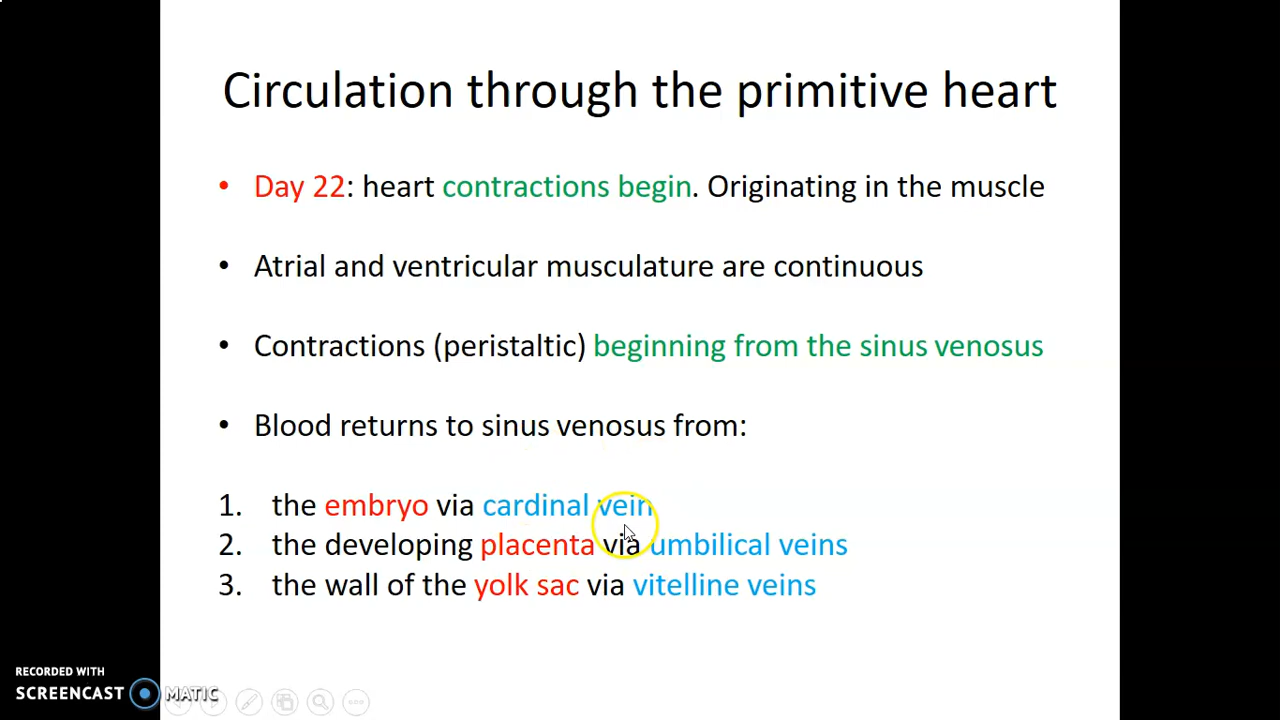 Circulation through the primitive heart
• Day 22: heart contractions begin. Originating in the muscle
• Atrial and ventricular musculature are continuous
• Contractions (peristaltic) beginning from the sinus venosus
• Blood returns to sinus venosus from:
1. the embryo via cardinal vein
2. the developing placenta via umbilical veins
3. the wall of the yolk sac via vitelline veins
RECORDED WITH
SCREENCAST MATIC